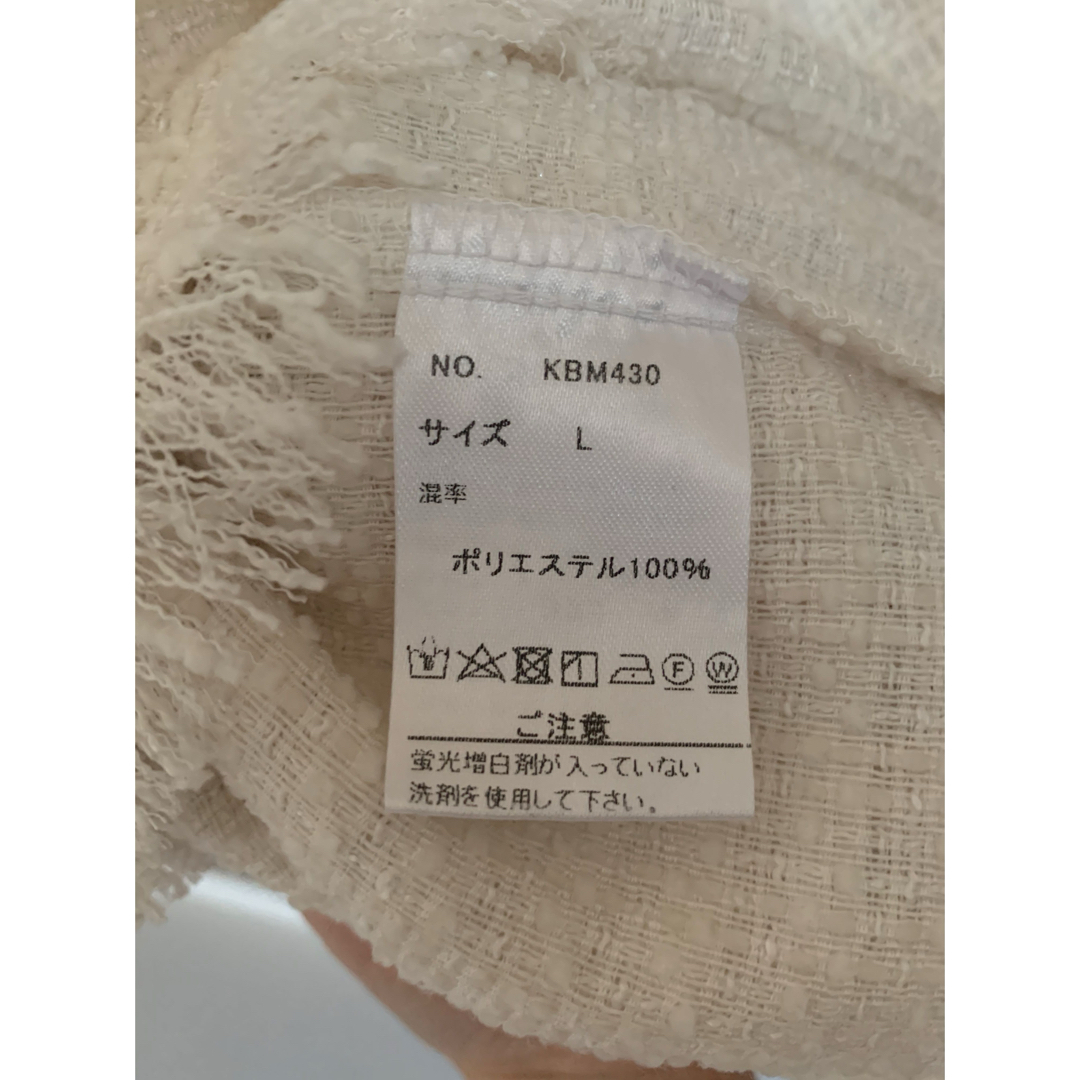 NO. KBM430
サイズ L
混率
ポリエステル100%
F W
ご注意
蛍光増白剤が入っていない
洗剤を使用して下さい。